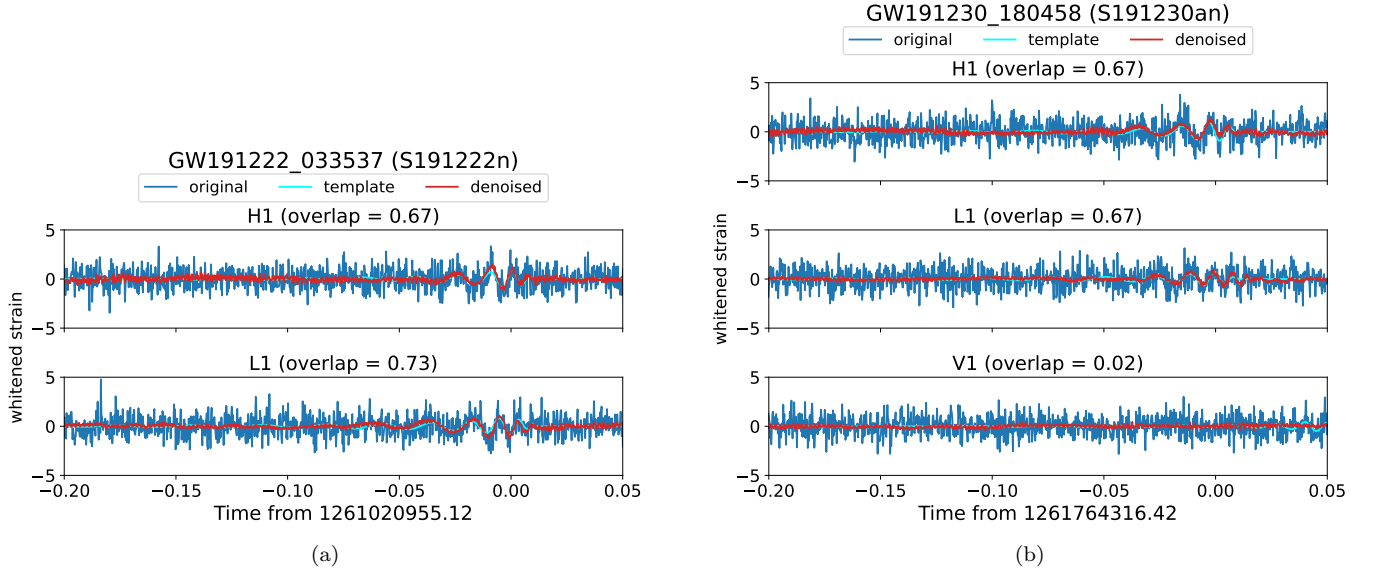 GW191222_033537 (S191222n)
original template denoised
H1 (overlap = 0.67)
5
0
−5
L1 (overlap = 0.73)
5
0
−5
whitened strain
−0.20 −0.15 −0.10 −0.05 0.00 0.05
Time from 1261020955.12
(a)
GW191230_180458 (S191230an)
original template denoised
H1 (overlap = 0.67)
5
0
−5
L1 (overlap = 0.67)
5
0
−5
V1 (overlap = 0.02)
5
0
−5
whitened strain
−0.20 −0.15 −0.10 −0.05 0.00 0.05
Time from 1261764316.42
(b)